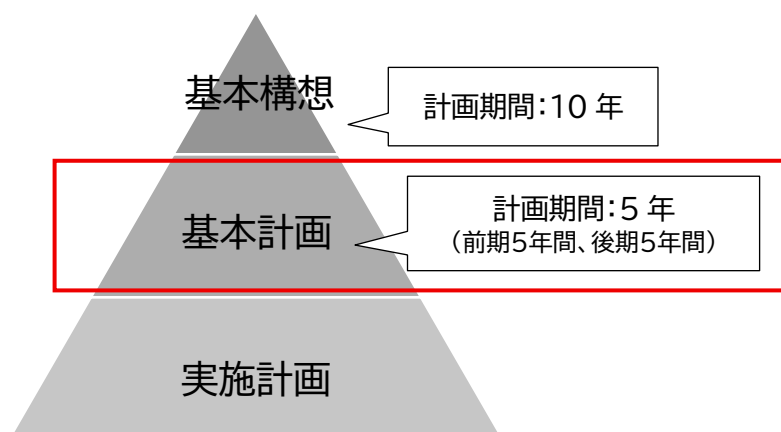 基本構想
計画期間:10 年
基本計画
計画期間:5 年
(前期5年間、後期5年間)
実施計画